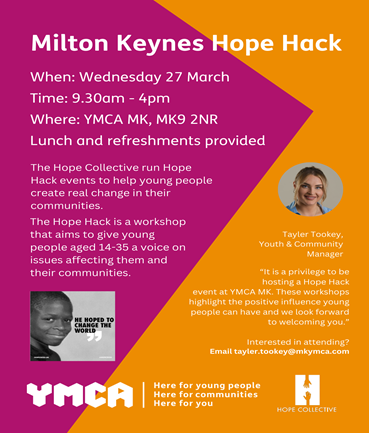 Milton Keynes Hope Hack
When: Wednesday 27 March
Time: 9.30am - 4pm
Where: YMCA MK, MK9 2NR
Lunch and refreshments provided
The Hope Collective run Hope
Hack events to help young people
create real change in their
communities.
The Hope Hack is a workshop
that aims to give young
people aged 14-35 a voice on
issues affecting them and
their communities.
Tayler Tookey,
Youth & Community
Manager
“It is a privilege to be
hosting a Hope Hack
event at YMCA MK. These workshops
highlight the positive influence young
people can have and we look forward
to welcoming you.”
Interested in attending?
Email tayler.tookey@mkymca.com
HE HOPED TO
CHANGE THE
WORLD
YMCA
Here for young people
Here for communities
Here for you
HOPE COLLECTIVE